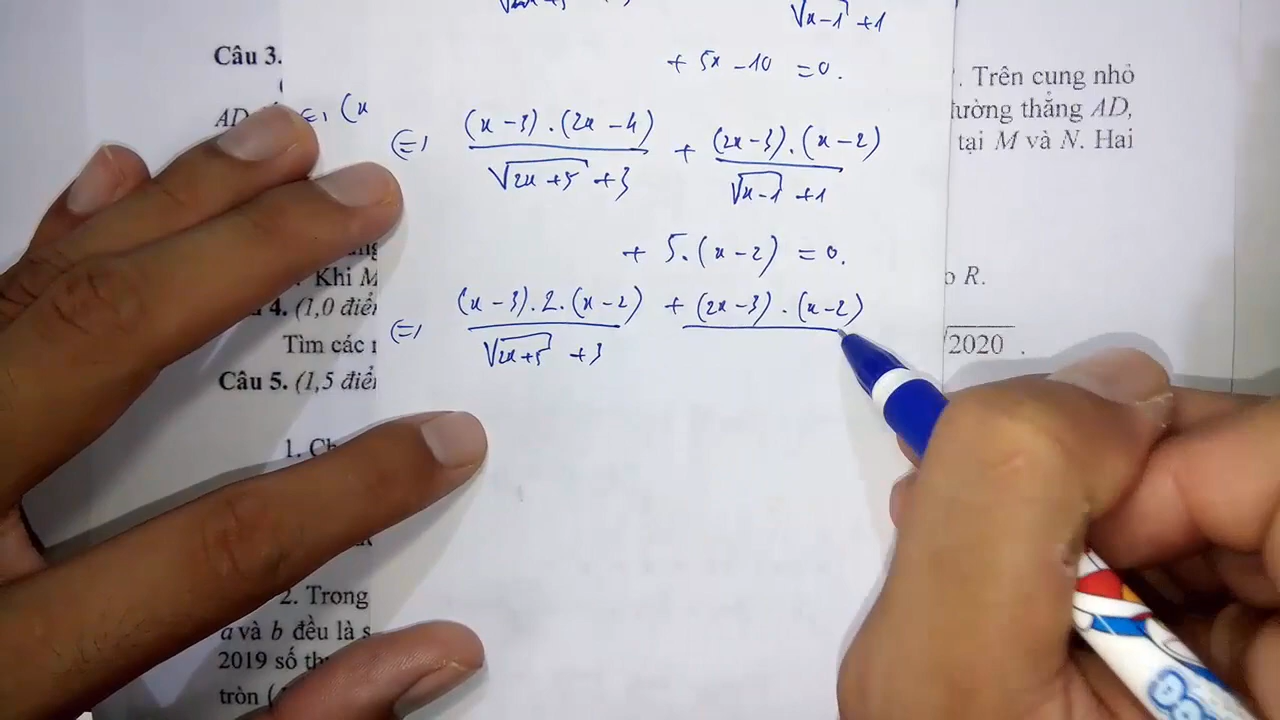 √x-1 + 1
Câu 3.
+ 5x - 10 = 0.
. Trên cung nhỏ
AD
(x
ường thẳng AD,
⇔ (x-3).(2x-4)/(√2x+5 + 3) + (2x-3).(x-2)/(√x-1 + 1)
tại M và N. Hai
+ 5.(x-2) = 0.
Khi M
R.
4. (1,0 điể
⇔ (x-3).2.(x-2)/(√2x+5 + 3) + (2x-3).(x-2)
Tìm các
√2020 .
Câu 5. (1,5 điể
1. Ch
2. Trong
a và b đều là s
2019 số th
tròn (